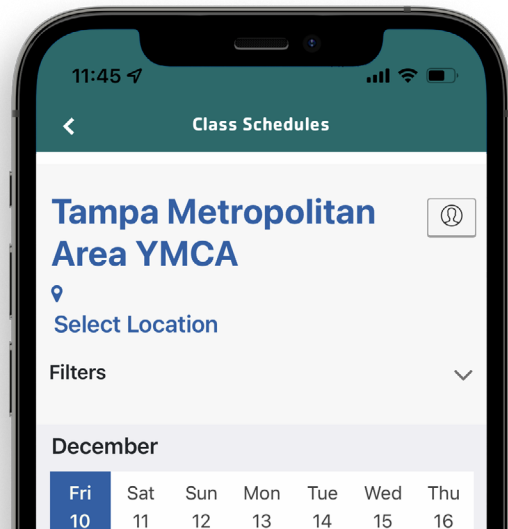 11:45
Class Schedules
Tampa Metropolitan
Area YMCA
Select Location
Filters
December
Fri Sat Sun Mon Tue Wed Thu
10 11 12 13 14 15 16